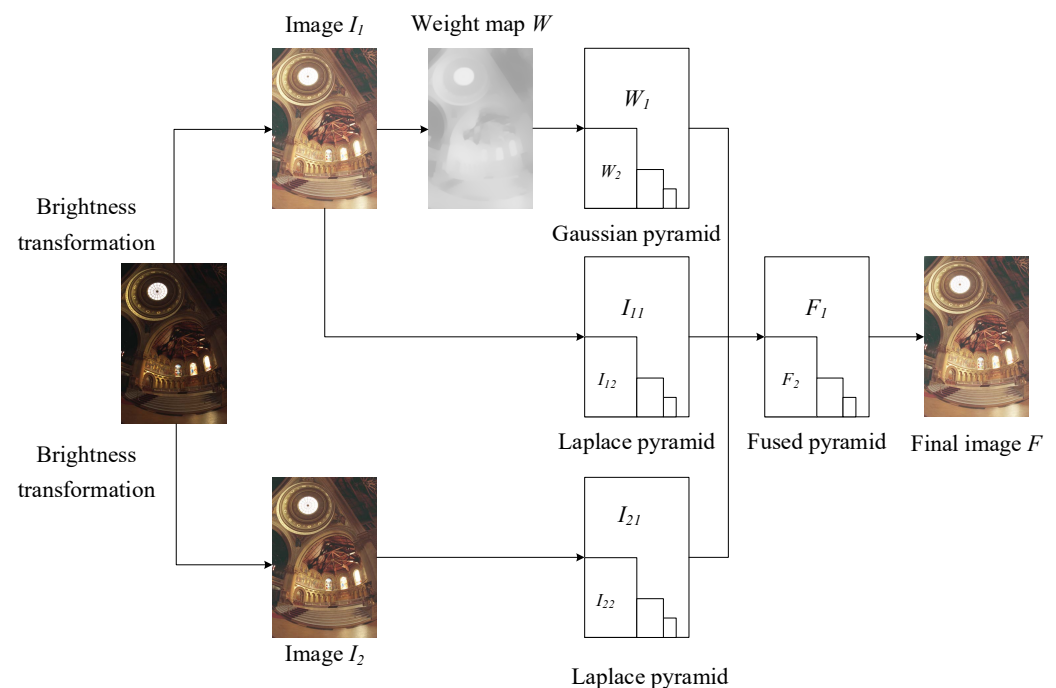 Image I₁
Weight map W
W₁
W₂
Gaussian pyramid
Brightness
transformation
I₁₁
I₁₂
Laplace pyramid
F₁
F₂
Fused pyramid
Final image F
Brightness
transformation
Image I₂
I₂₁
I₂₂
Laplace pyramid